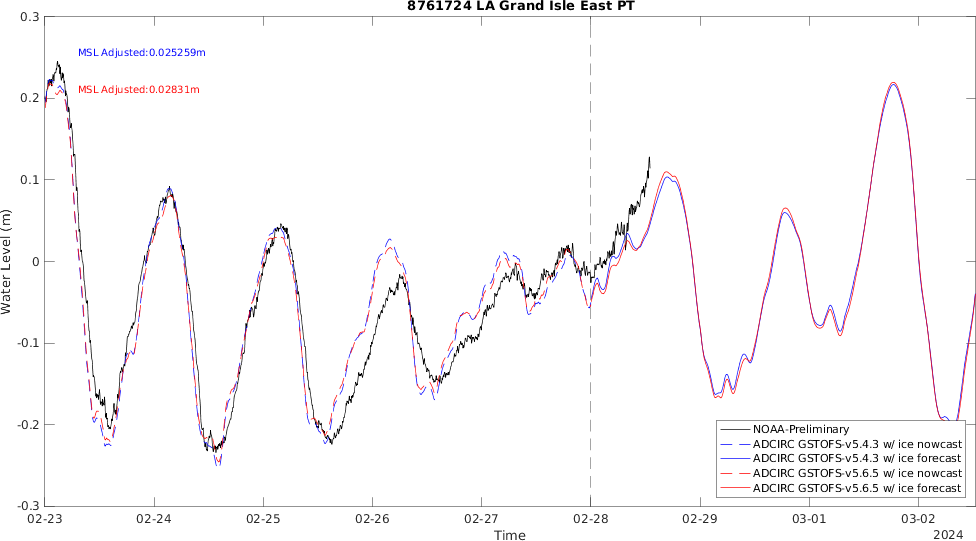 8761724 LA Grand Isle East PT
0.3
MSL Adjusted:0.025259m
MSL Adjusted:0.02831m
0.2
0.1
0
-0.1
-0.2
-0.3
Water Level (m)
NOAA-Preliminary
ADCIRC GSTOFS-v5.4.3 w/ice nowcast
ADCIRC GSTOFS-v5.4.3 w/ice forecast
ADCIRC GSTOFS-v5.6.5 w/ice nowcast
ADCIRC GSTOFS-v5.6.5 w/ice forecast
02-23 02-24 02-25 02-26 02-27 02-28 02-29 03-01 03-02
Time
2024